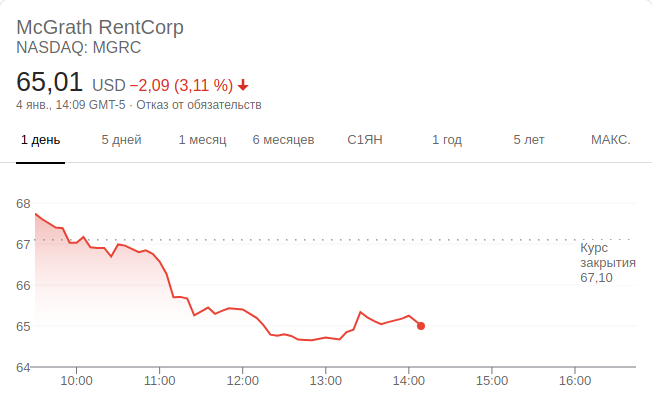 McGrath RentCorp
NASDAQ: MGRC
65,01 USD −2,09 (3,11 %)
4 янв., 14:09 GMT-5 · Отказ от обязательств
1 день 5 дней 1 месяц 6 месяцев С1ЯН 1 год 5 лет МАКС.
68
67
Курс
закрытия
67,10
66
65
64
10:00 11:00 12:00 13:00 14:00 15:00 16:00